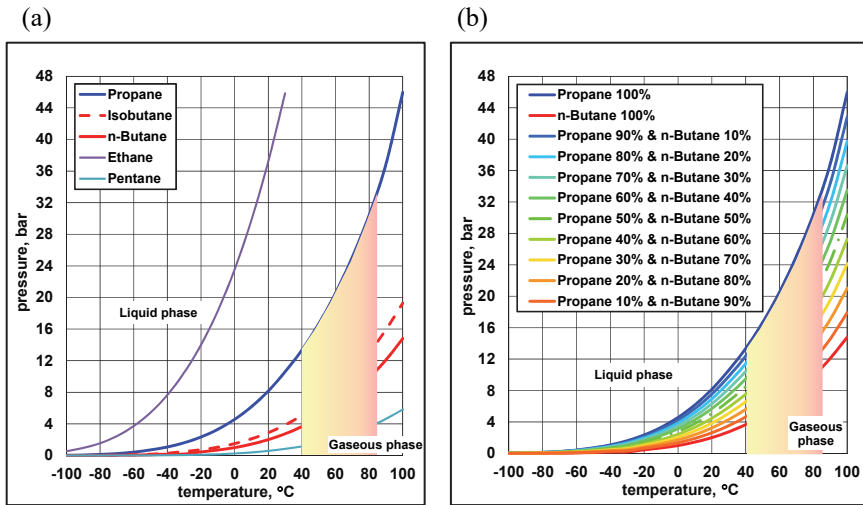 (a)
48
44
40
36
32
28
24
20
16
12
8
4
0
pressure, bar
Propane
Isobutane
n-Butane
Ethane
Pentane
Liquid phase
Gaseous phase
-100 -80 -60 -40 -20 0 20 40 60 80 100
temperature, °C
(b)
48
44
40
36
32
28
24
20
16
12
8
4
0
pressure, bar
Propane 100%
n-Butane 100%
Propane 90% & n-Butane 10%
Propane 80% & n-Butane 20%
Propane 70% & n-Butane 30%
Propane 60% & n-Butane 40%
Propane 50% & n-Butane 50%
Propane 40% & n-Butane 60%
Propane 30% & n-Butane 70%
Propane 20% & n-Butane 80%
Propane 10% & n-Butane 90%
Liquid phase
Gaseous
phase
-100 -80 -60 -40 -20 0 20 40 60 80 100
temperature, °C